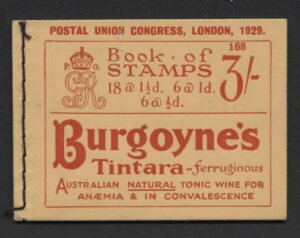 POSTAL UNION CONGRESS, LONDON, 1929.
P. O.
GR
Book · of
STAMPS
168
3/-
18 @ 1½d. 6 @ 1d.
6 @ ½d.
Burgoyne's
Tintara-ferruginous
AUSTRALIAN NATURAL TONIC WINE FOR
ANÆMIA & IN CONVALESCENCE